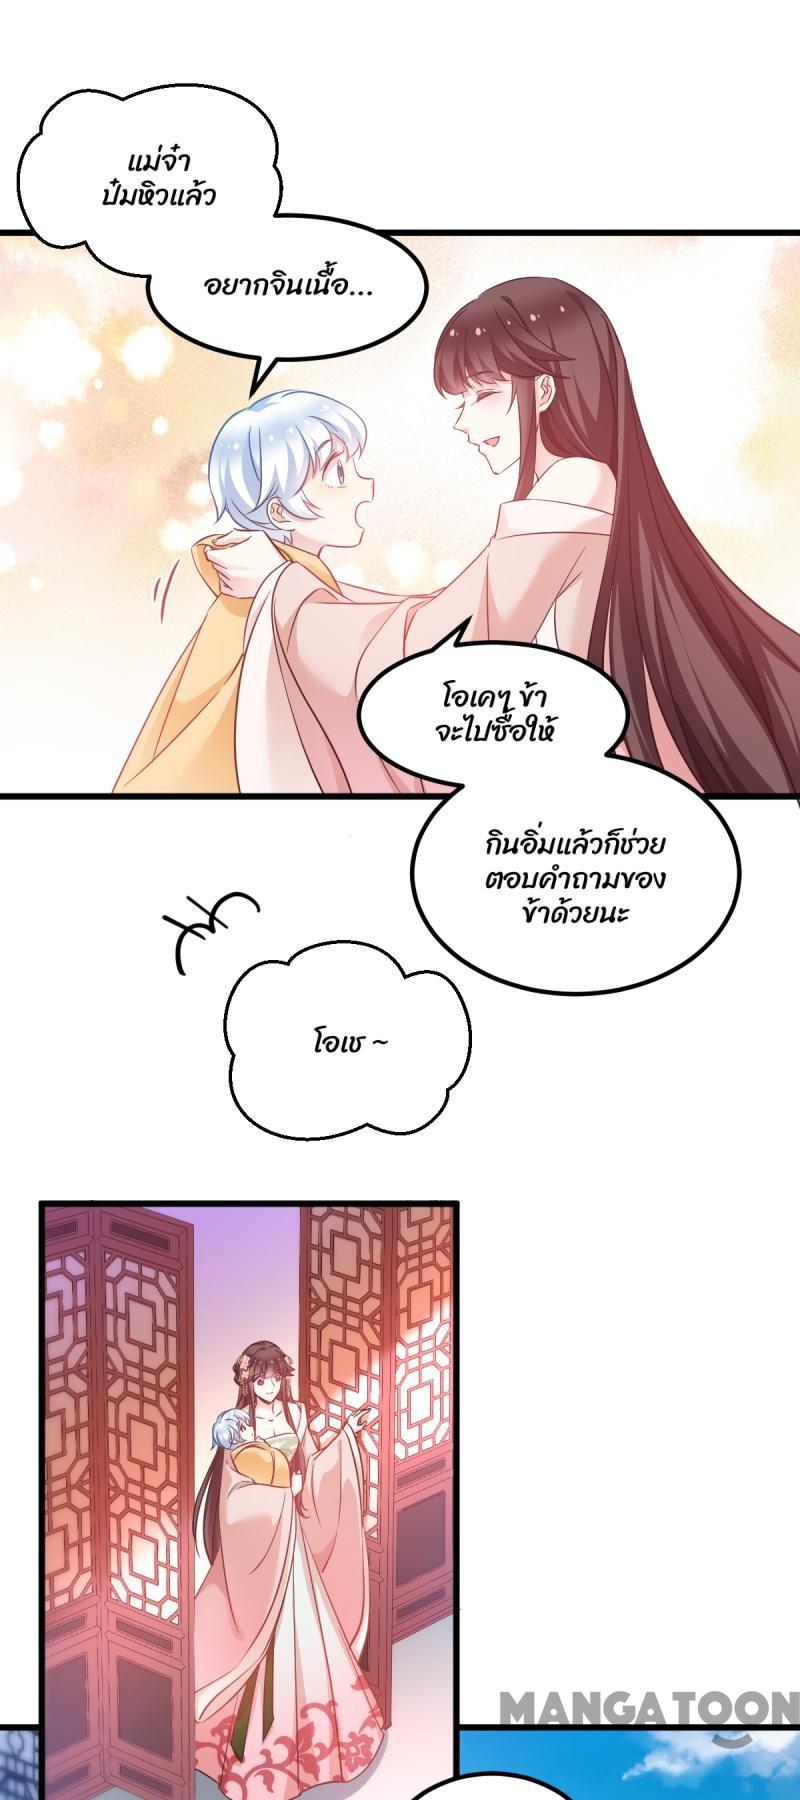 แม่จ๋า
ป๋มหิวแล้ว
อยากจินเนื้อ...
โอเคๆ ข้า
จะไปซื้อให้
กินอิ่มแล้วก็ช่วย
ตอบคำถามของ
ข้าด้วยนะ
โอเช ~
MANGATOON